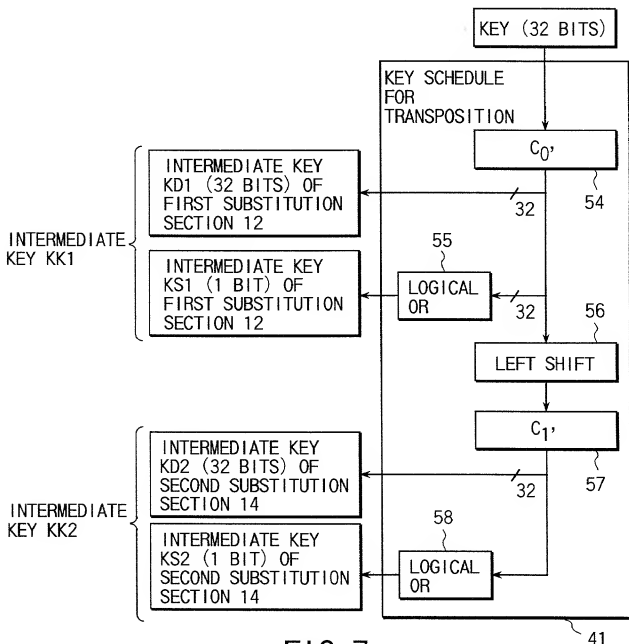 KEY (32 BITS)
KEY SCHEDULE
FOR
TRANSPOSITION
C0'
54
INTERMEDIATE KEY
KD1 (32 BITS) OF
FIRST SUBSTITUTION
SECTION 12
32
INTERMEDIATE
KEY KK1
55
INTERMEDIATE KEY
KS1 (1 BIT) OF
FIRST SUBSTITUTION
SECTION 12
LOGICAL
OR
32
56
LEFT SHIFT
C1'
57
INTERMEDIATE KEY
KD2 (32 BITS) OF
SECOND SUBSTITUTION
SECTION 14
32
INTERMEDIATE
KEY KK2
58
INTERMEDIATE KEY
KS2 (1 BIT) OF
SECOND SUBSTITUTION
SECTION 14
LOGICAL
OR
41